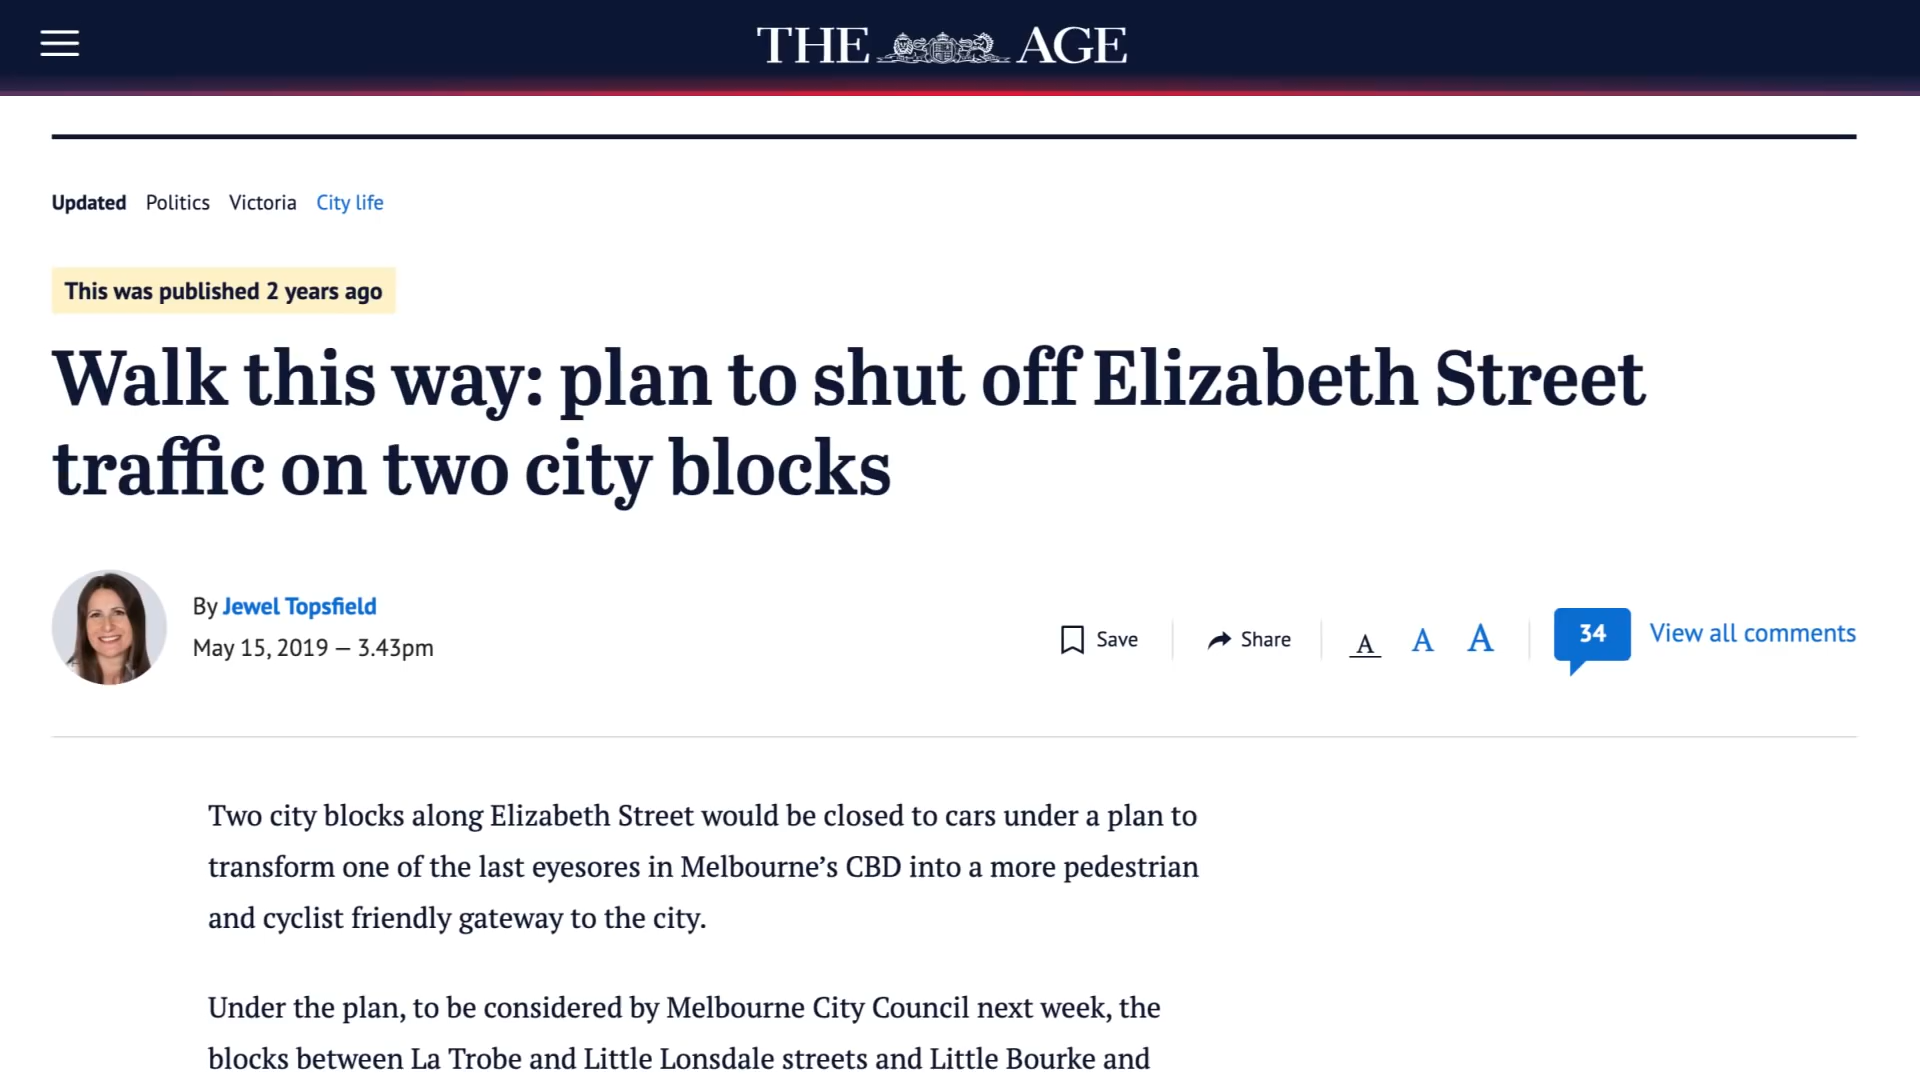 THE AGE
Updated Politics Victoria City life
This was published 2 years ago
Walk this way: plan to shut off Elizabeth Street
traffic on two city blocks
By Jewel Topsfield
May 15, 2019 — 3.43pm
Save Share A A A 34 View all comments
Two city blocks along Elizabeth Street would be closed to cars under a plan to
transform one of the last eyesores in Melbourne’s CBD into a more pedestrian
and cyclist friendly gateway to the city.
Under the plan, to be considered by Melbourne City Council next week, the
blocks between La Trobe and Little Lonsdale streets and Little Bourke and